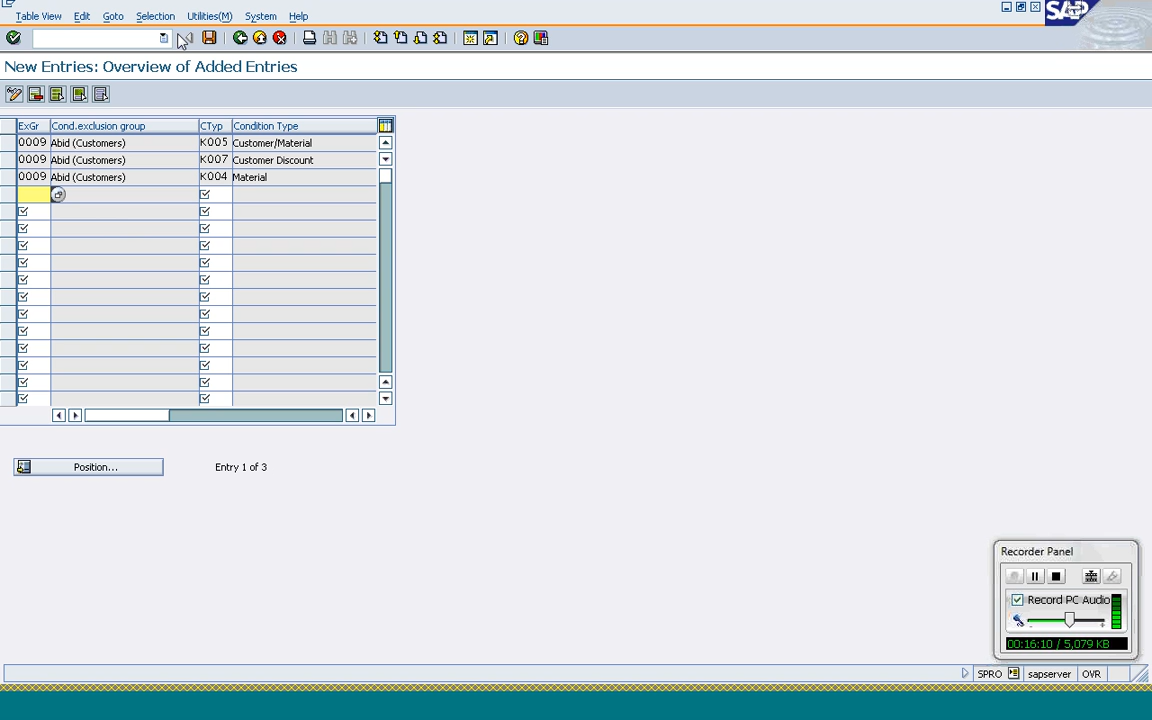 Table View Edit Goto Selection Utilities(M) System Help
SAP
New Entries: Overview of Added Entries
ExGr Cond.exclusion group CTyp Condition Type
0009 Abid (Customers) K005 Customer/Material
0009 Abid (Customers) K007 Customer Discount
0009 Abid (Customers) K004 Material
Position... Entry 1 of 3
Recorder Panel
Record PC Audio
00:16:10 / 5,079 KB
SPRO sapserver OVR